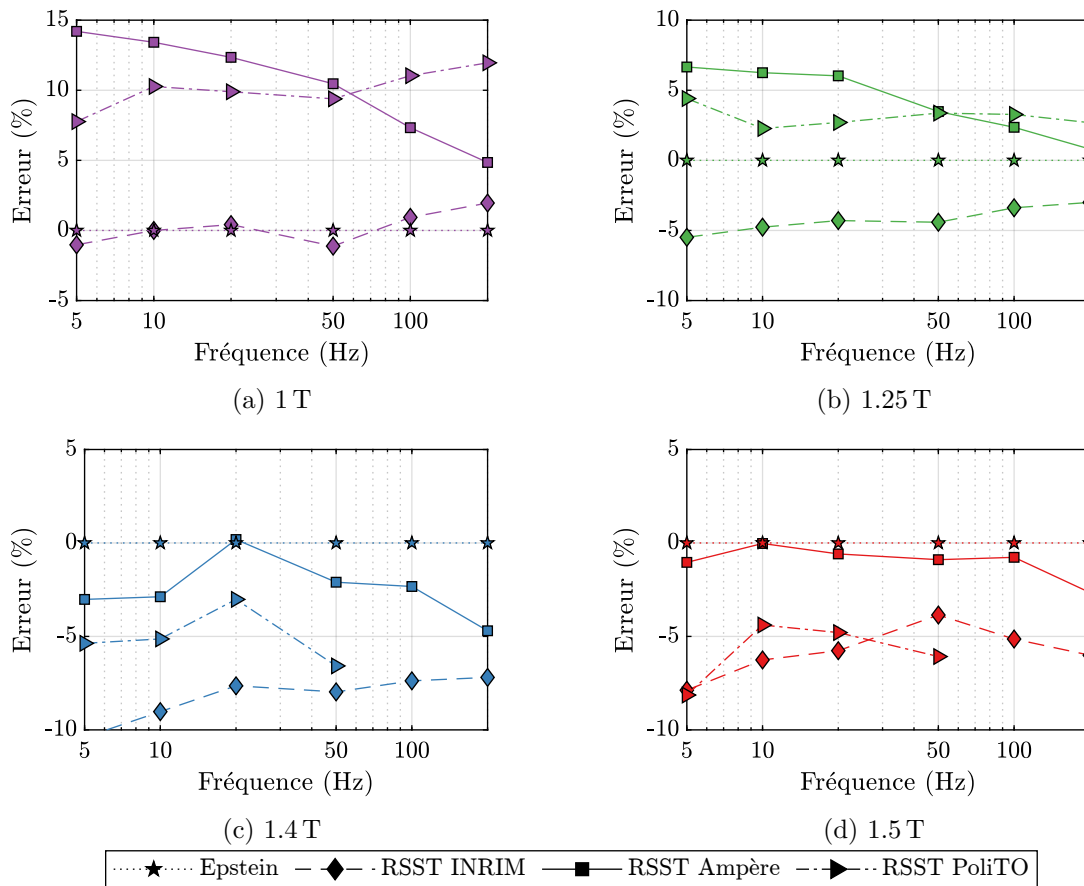 15
10
5
0
-5
Erreur (%)
5
10
50
100
Fréquence (Hz)
(a) 1 T
10
5
0
-5
-10
Erreur (%)
5
10
50
100
Fréquence (Hz)
(b) 1.25 T
5
0
-5
-10
Erreur (%)
5
10
50
100
Fréquence (Hz)
(c) 1.4 T
5
0
-5
-10
Erreur (%)
5
10
50
100
Fréquence (Hz)
(d) 1.5 T
Epstein
RSST INRIM
RSST Ampère
RSST PoliTO